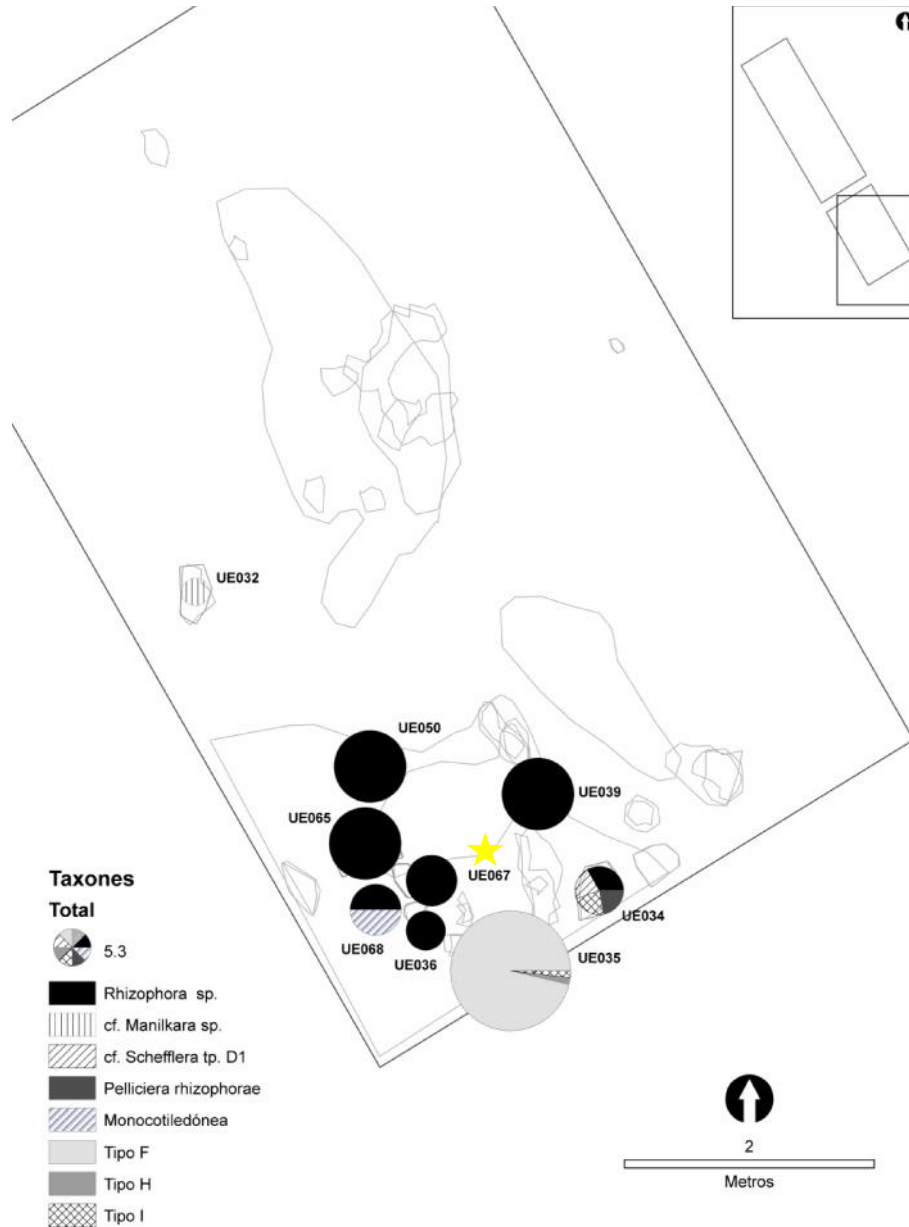 UE032
UE050
UE039
UE065
UE067
UE034
UE068
UE036
UE035
Taxones
Total
5.3
Rhizophora sp.
cf. Manilkara sp.
cf. Schefflera tp. D1
Pelliciera rhizophorae
Monocotiledónea
Tipo F
Tipo H
Tipo I
2
Metros